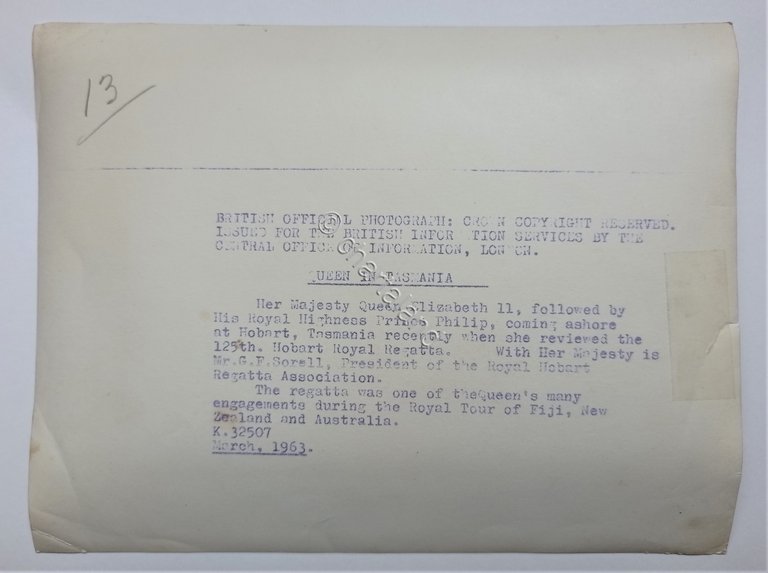 13
BRITISH OFFICIAL PHOTOGRAPH: CROWN COPYRIGHT RESERVED.
ISSUED FOR THE BRITISH INFORMATION SERVICES BY THE
CENTRAL OFFICE OF INFORMATION, LONDON.
QUEEN IN TASMANIA
Her Majesty Queen Elizabeth 11, followed by
His Royal Highness Prince Philip, coming ashore
at Hobart, Tasmania recently when she reviewed the
125th. Hobart Royal Regatta. With Her Majesty is
Mr.G.F.Sorell, President of the Royal Hobart
Regatta Association.
The regatta was one of theQueen's many
engagements during the Royal Tour of Fiji, New
Zealand and Australia.
K.32507
March, 1963.